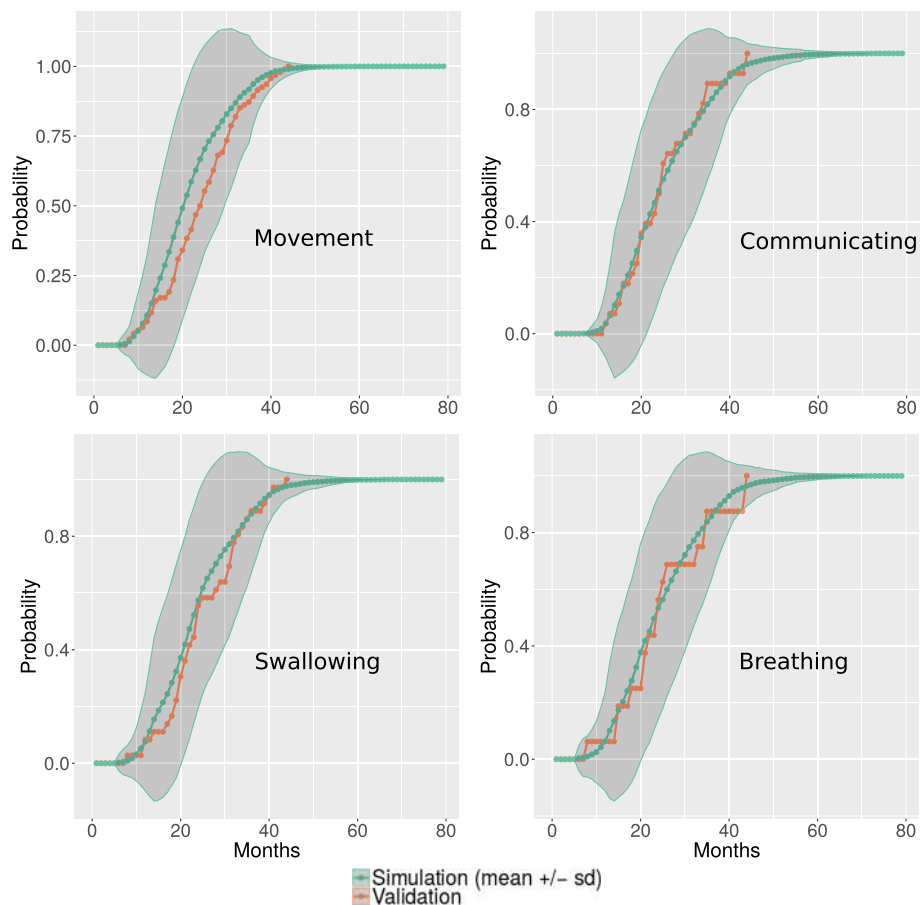 Probability
1.00
0.75
0.50
0.25
0.00
Movement
0 20 40 60 80
Months
Probability
0.8
0.4
0.0
Communicating
0 20 40 60 80
Months
Probability
0.8
0.4
0.0
Swallowing
0 20 40 60 80
Months
Probability
0.8
0.4
0.0
Breathing
0 20 40 60 80
Months
Simulation (mean +/− sd)
Validation